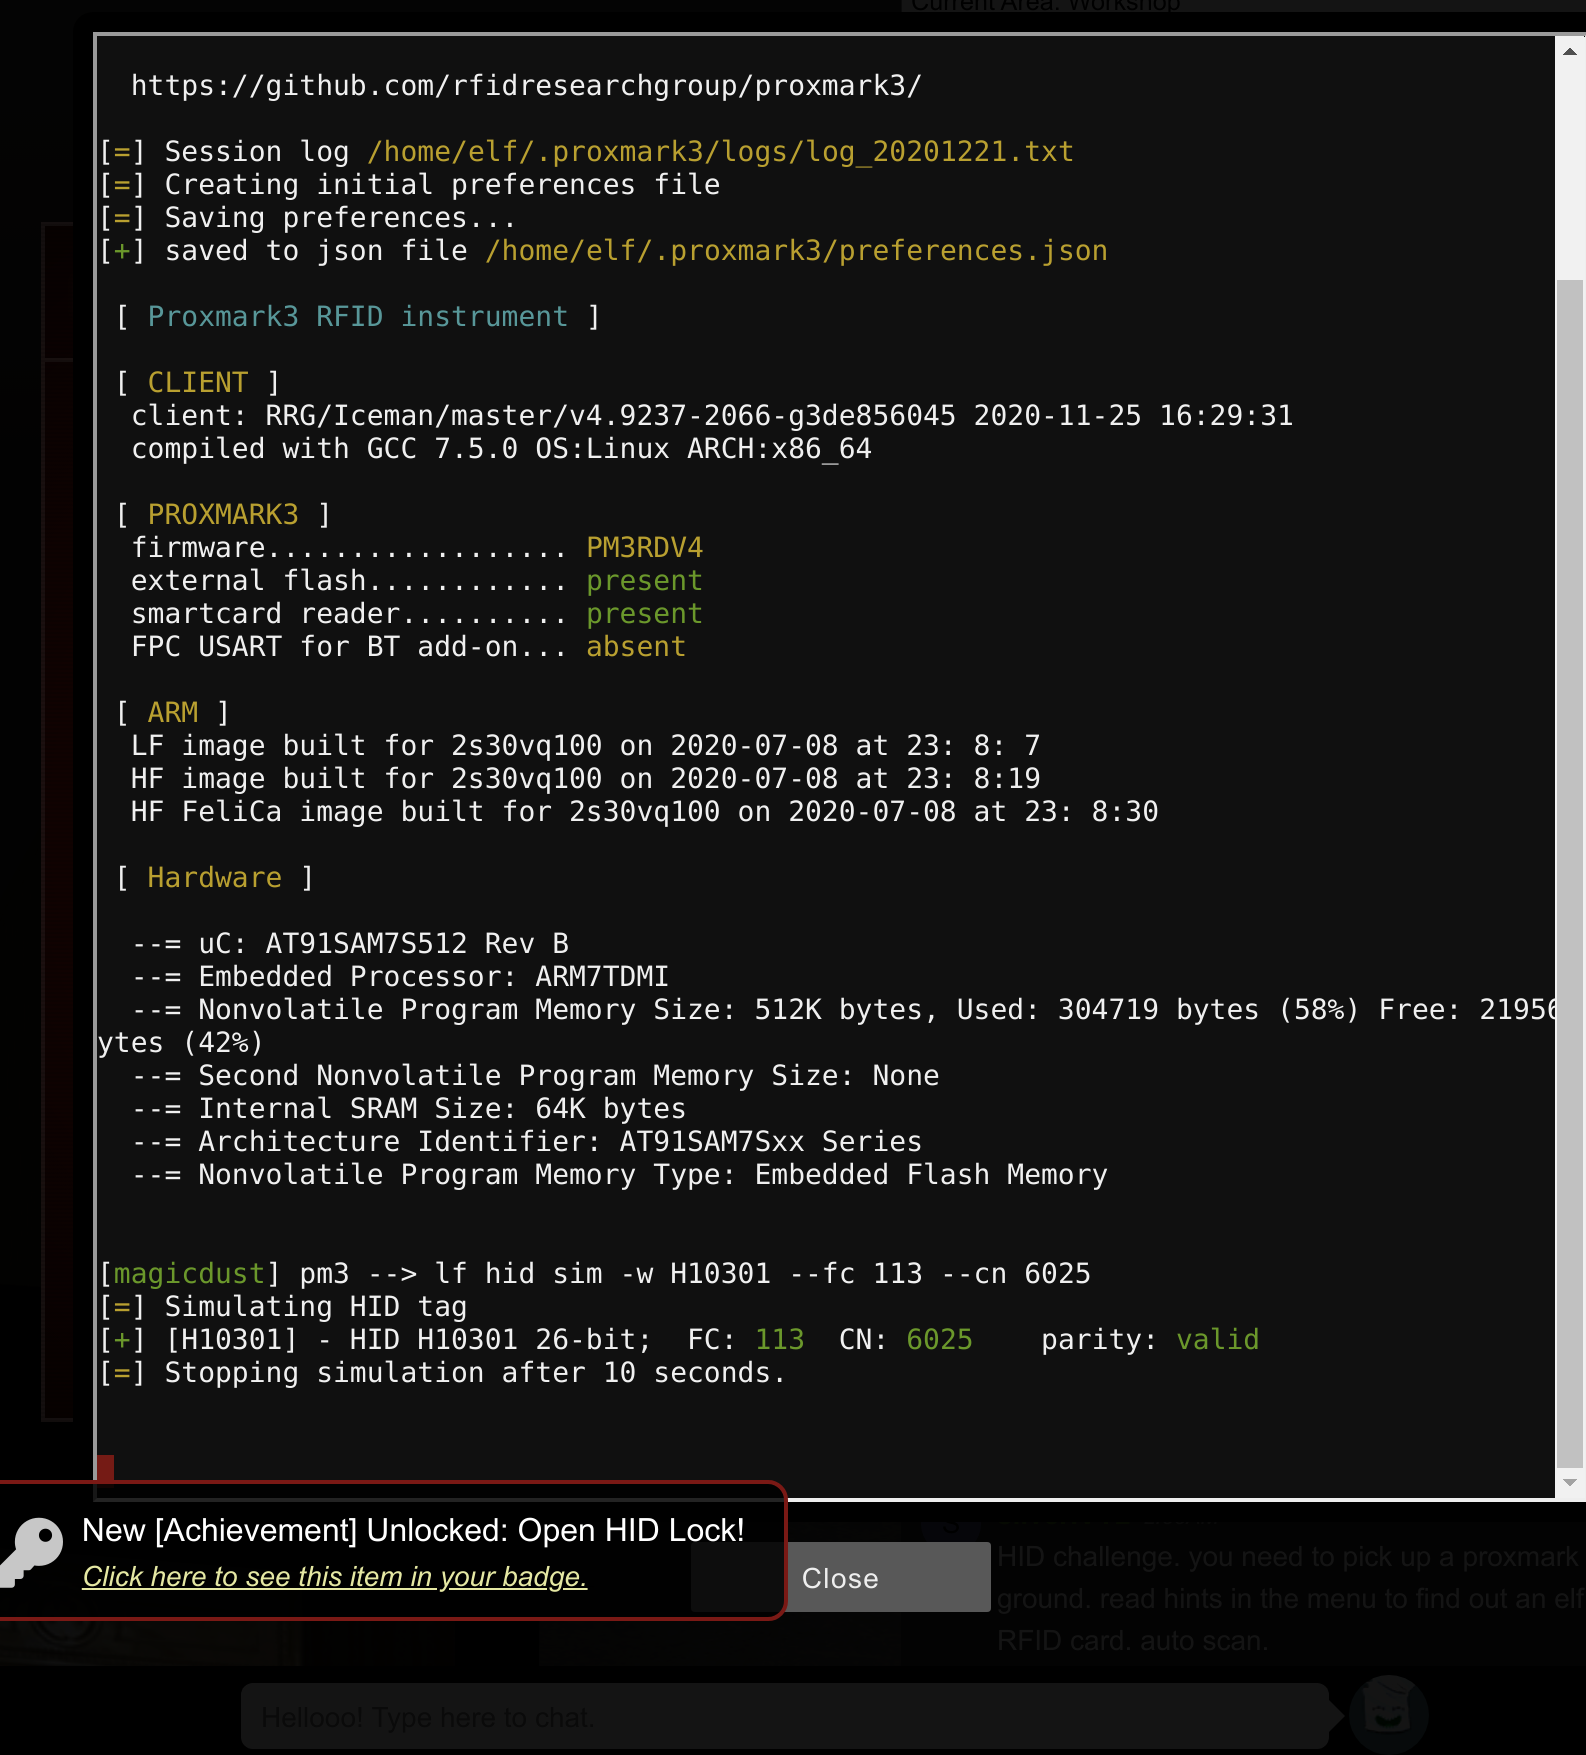 Current Area: Workshop
https://github.com/rfidresearchgroup/proxmark3/
[=] Session log /home/elf/.proxmark3/logs/log_20201221.txt
[=] Creating initial preferences file
[=] Saving preferences...
[+] saved to json file /home/elf/.proxmark3/preferences.json
[ Proxmark3 RFID instrument ]
[ CLIENT ]
client: RRG/Iceman/master/v4.9237-2066-g3de856045 2020-11-25 16:29:31
compiled with GCC 7.5.0 OS:Linux ARCH:x86_64
[ PROXMARK3 ]
firmware.................. PM3RDV4
external flash............ present
smartcard reader.......... present
FPC USART for BT add-on... absent
[ ARM ]
LF image built for 2s30vq100 on 2020-07-08 at 23: 8: 7
HF image built for 2s30vq100 on 2020-07-08 at 23: 8:19
HF FeliCa image built for 2s30vq100 on 2020-07-08 at 23: 8:30
[ Hardware ]
--= uC: AT91SAM7S512 Rev B
--= Embedded Processor: ARM7TDMI
--= Nonvolatile Program Memory Size: 512K bytes, Used: 304719 bytes (58%) Free: 21956
ytes (42%)
--= Second Nonvolatile Program Memory Size: None
--= Internal SRAM Size: 64K bytes
--= Architecture Identifier: AT91SAM7Sxx Series
--= Nonvolatile Program Memory Type: Embedded Flash Memory
[magicdust] pm3 --> lf hid sim -w H10301 --fc 113 --cn 6025
[=] Simulating HID tag
[+] [H10301] - HID H10301 26-bit;  FC: 113  CN: 6025    parity: valid
[=] Stopping simulation after 10 seconds.
New [Achievement] Unlocked: Open HID Lock!
Click here to see this item in your badge.
Close
HID challenge. you need to pick up a proxmark
ground. read hints in the menu to find out an elf
RFID card. auto scan.
Hellooo! Type here to chat.